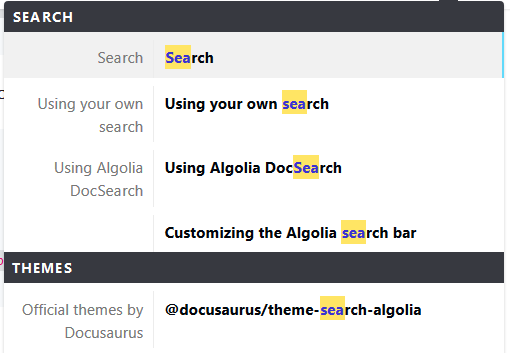 SEARCH
Search
Search
Using your own
search
Using your own search
Using Algolia
DocSearch
Using Algolia DocSearch
Customizing the Algolia search bar
THEMES
Official themes by
Docusaurus
@docusaurus/theme-search-algolia